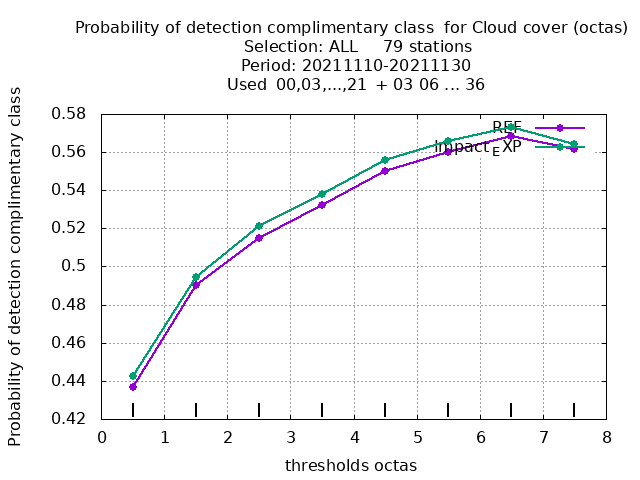 Probability of detection complimentary class  for Cloud cover (octas)
Selection: ALL     79 stations
Period: 20211110-20211130
Used  00,03,...,21  + 03 06 ... 36
Probability of detection complimentary class
0.58
0.56
0.54
0.52
0.5
0.48
0.46
0.44
0.42
REF
ImpactEXP
0 1 2 3 4 5 6 7 8
thresholds octas